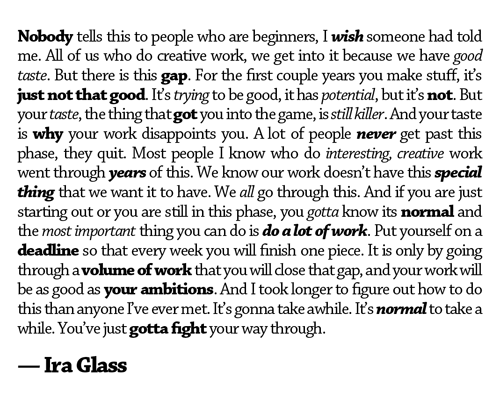 Nobody tells this to people who are beginners, I wish someone had told
me. All of us who do creative work, we get into it because we have good
taste. But there is this gap. For the first couple years you make stuff, it’s
just not that good. It’s trying to be good, it has potential, but it’s not. But
your taste, the thing that got you into the game, is still killer. And your taste
is why your work disappoints you. A lot of people never get past this
phase, they quit. Most people I know who do interesting, creative work
went through years of this. We know our work doesn’t have this special
thing that we want it to have. We all go through this. And if you are just
starting out or you are still in this phase, you gotta know its normal and
the most important thing you can do is do a lot of work. Put yourself on a
deadline so that every week you will finish one piece. It is only by going
through a volume of work that you will close that gap, and your work will
be as good as your ambitions. And I took longer to figure out how to do
this than anyone I’ve ever met. It’s gonna take awhile. It’s normal to take a
while. You’ve just gotta fight your way through.
— Ira Glass